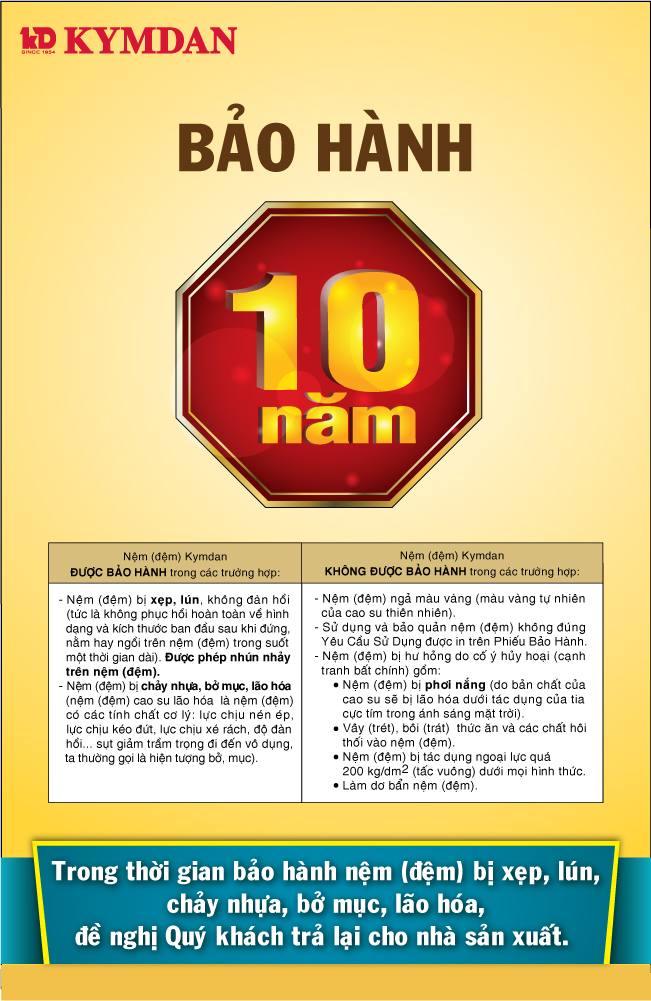 KD KYMDAN
SINCE 1954
BẢO HÀNH
10
năm
Nệm (đệm) Kymdan
ĐƯỢC BẢO HÀNH trong các trường hợp:
- Nệm (đệm) bị xẹp, lún, không đàn hồi
(tức là không phục hồi hoàn toàn về hình
dạng và kích thước ban đầu sau khi đứng,
nằm hay ngồi trên nệm (đệm) trong suốt
một thời gian dài). Được phép nhún nhảy
trên nệm (đệm).
- Nệm (đệm) bị chảy nhựa, bở mục, lão hóa
(nệm (đệm) cao su lão hóa là nệm (đệm)
có các tính chất cơ lý: lực chịu nén ép,
lực chịu kéo đứt, lực chịu xé rách, độ đàn
hồi... sụt giảm trầm trọng đi đến vô dụng,
ta thường gọi là hiện tượng bở, mục).
Nệm (đệm) Kymdan
KHÔNG ĐƯỢC BẢO HÀNH trong các trường hợp:
- Nệm (đệm) ngả màu vàng (màu vàng tự nhiên
của cao su thiên nhiên).
- Sử dụng và bảo quản nệm (đệm) không đúng
Yêu Cầu Sử Dụng được in trên Phiếu Bảo Hành.
- Nệm (đệm) bị hư hỏng do cố ý hủy hoại (cạnh
tranh bất chính) gồm:
• Nệm (đệm) bị phơi nắng (do bản chất của
cao su sẽ bị lão hóa dưới tác dụng của tia
cực tím trong ánh sáng mặt trời).
• Vây (trét), bôi (trát) thức ăn và các chất hôi
thối vào nệm (đệm).
• Nệm (đệm) bị tác dụng ngoại lực quá
200 kg/dm2 (tấc vuông) dưới mọi hình thức.
• Làm dơ bẩn nệm (đệm).
Trong thời gian bảo hành nệm (đệm) bị xẹp, lún,
chảy nhựa, bở mục, lão hóa,
đề nghị Quý khách trả lại cho nhà sản xuất.